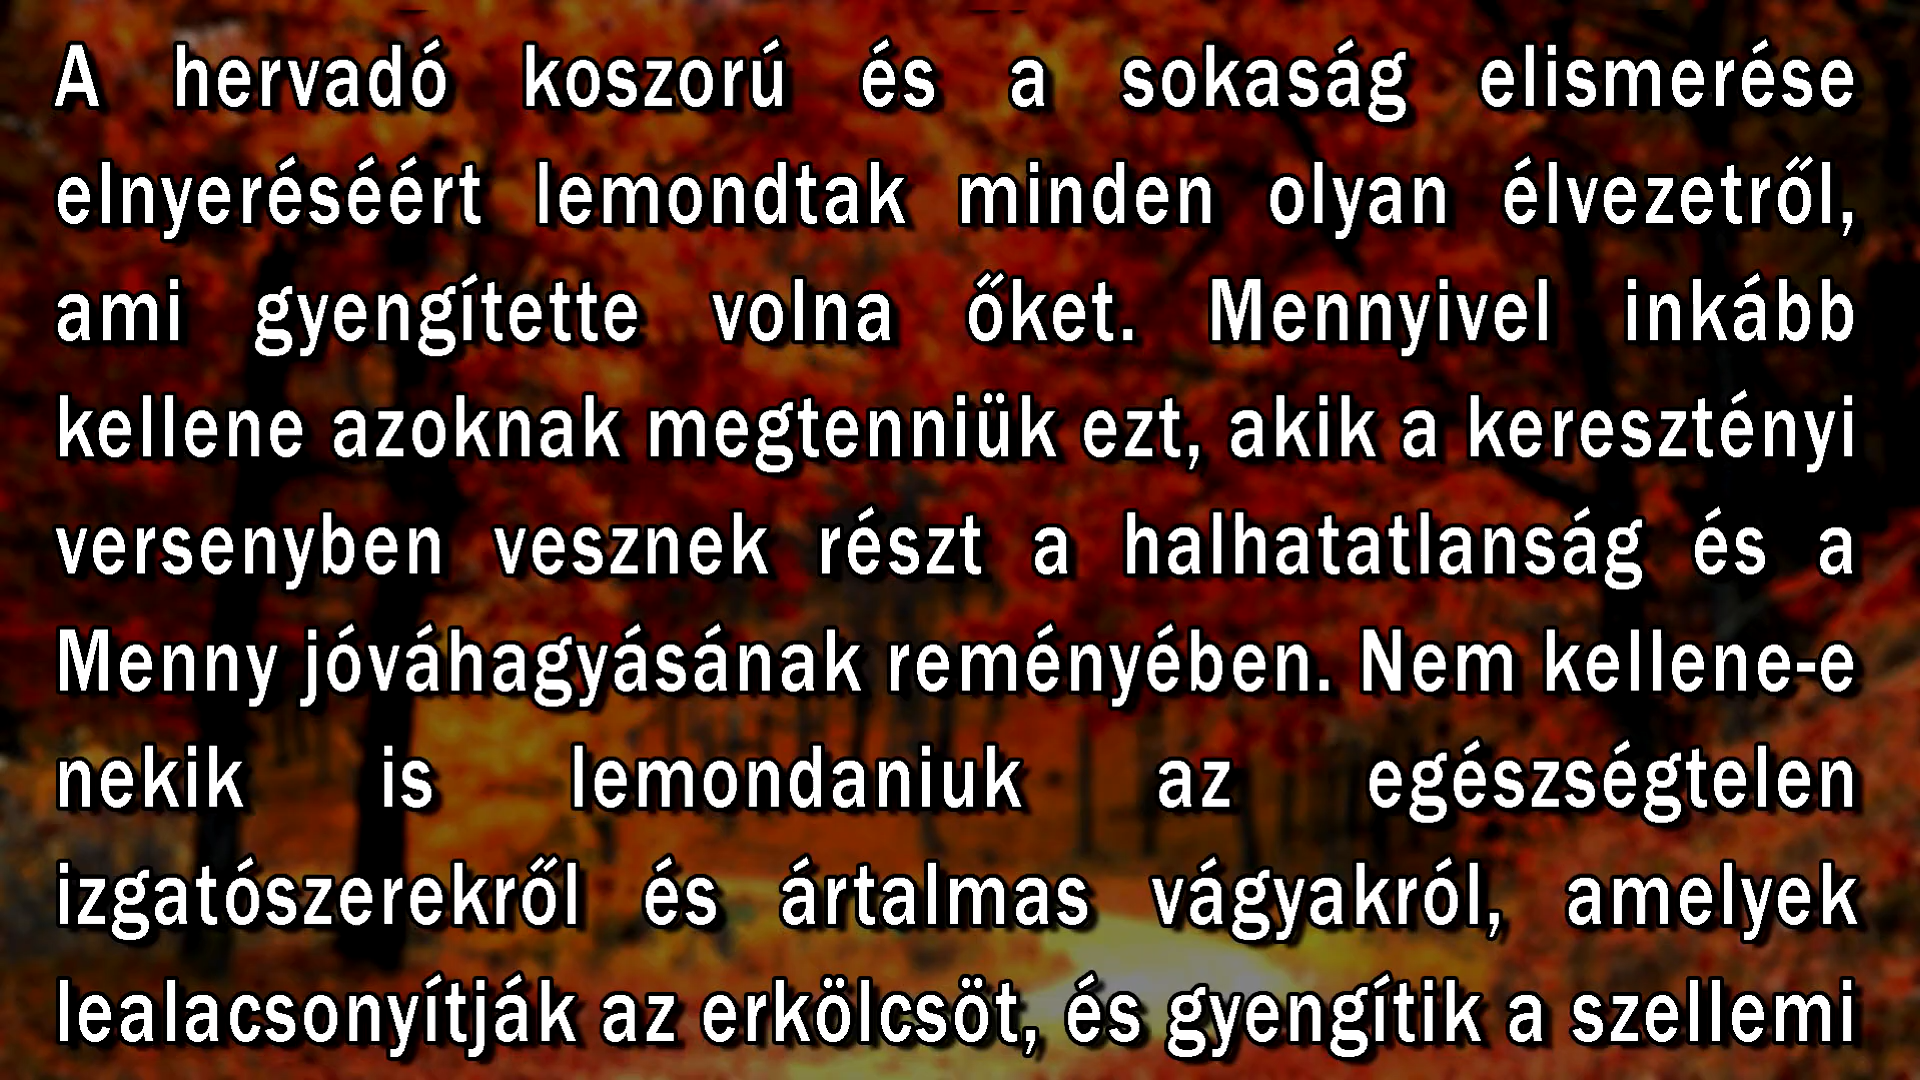 A hervadó koszorú és a sokaság elismerése
elnyeréséért lemondtak minden olyan élvezetről,
ami gyengítette volna őket. Mennyivel inkább
kellene azoknak megtenniük ezt, akik a keresztényi
versenyben vesznek részt a halhatatlanság és a
Menny jóváhagyásának reményében. Nem kellene-e
nekik is lemondaniuk az egészségtelen
izgatószerekről és ártalmas vágyakról, amelyek
lealacsonyítják az erkölcsöt, és gyengítik a szellemi